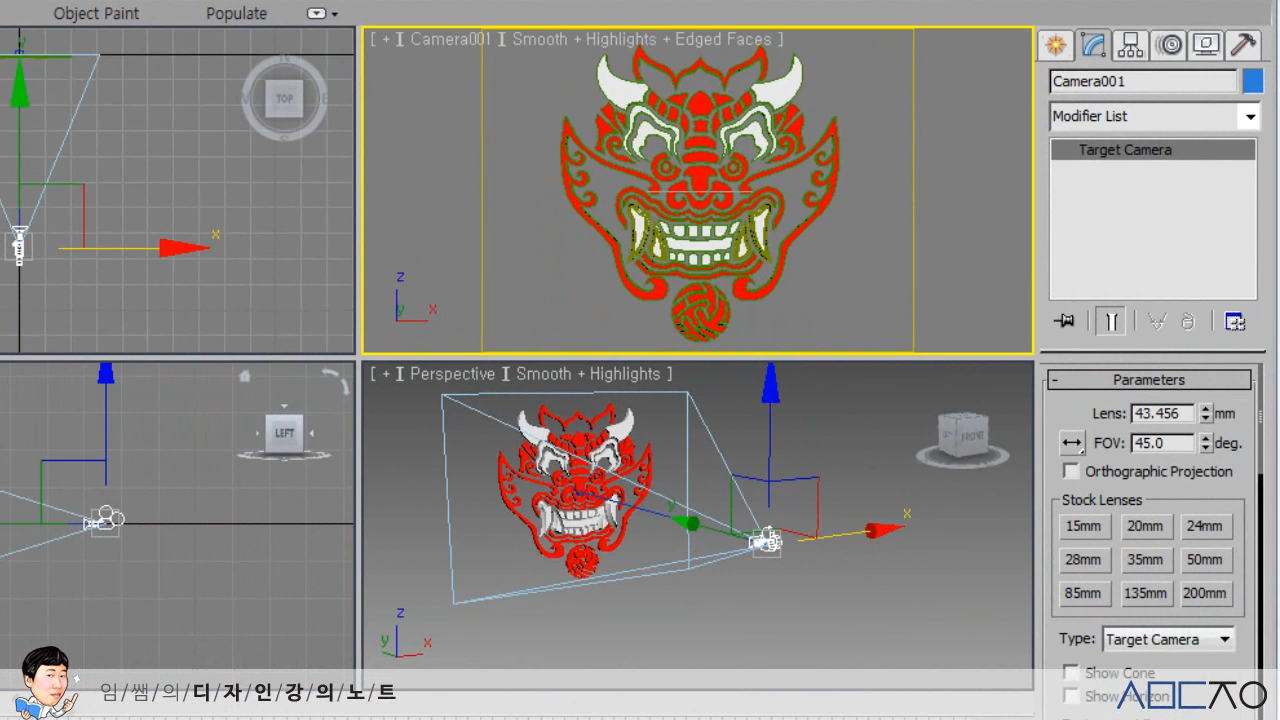 Object Paint
Populate
[ + ] Camera001 ] Smooth + Highlights + Edged Faces ]
TOP
y
x
z
y
x
LEFT
[ + ] Perspective ] Smooth + Highlights ]
FRONT
y
x
z
y
x
Camera001
Modifier List
Target Camera
- Parameters
Lens: 43.456 mm
FOV: 45.0 deg.
Orthographic Projection
Stock Lenses
15mm 20mm 24mm
28mm 35mm 50mm
85mm 135mm 200mm
Type: Target Camera
Show Cone
Show Horizon
임/쌤/의/디/자/인/강/의/노/트